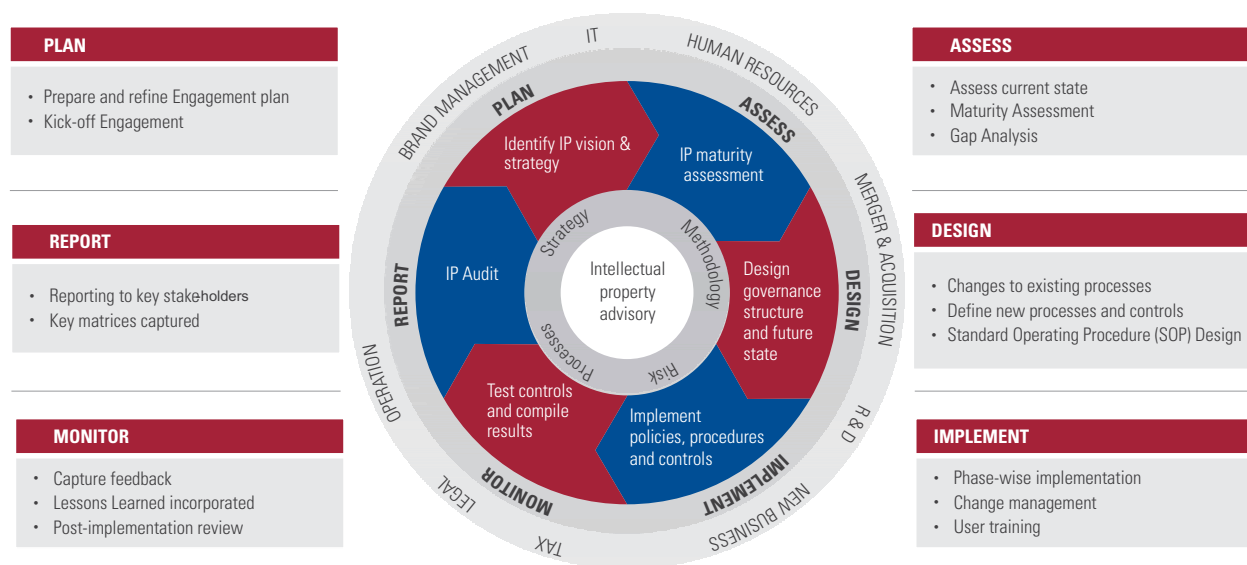 PLAN
• Prepare and refine Engagement plan
• Kick-off Engagement
REPORT
• Reporting to key stake-holders
• Key matrices captured
MONITOR
• Capture feedback
• Lessons Learned incorporated
• Post-implementation review
IT
HUMAN RESOURCES
MERGER & ACQUISITION
R&D
NEW BUSINESS
TAX
LEGAL
OPERATION
BRAND MANAGEMENT
PLAN
ASSESS
DESIGN
IMPLEMENT
MONITOR
REPORT
Identify IP vision &
strategy
IP maturity
assessment
Design
governance
structure
and future
state
Implement
policies, procedures
and controls
Test controls
and compile
results
IP Audit
Strategy
Methodology
Risk
Processes
Intellectual
property
advisory
ASSESS
• Assess current state
• Maturity Assessment
• Gap Analysis
DESIGN
• Changes to existing processes
• Define new processes and controls
• Standard Operating Procedure (SOP) Design
IMPLEMENT
• Phase-wise implementation
• Change management
• User training